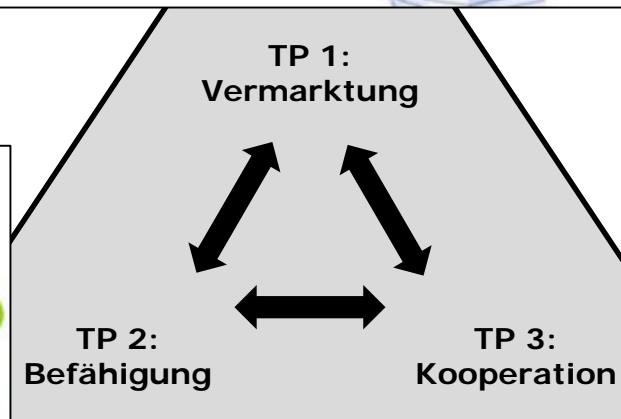 TP 1:
Vermarktung
TP 2:
Befähigung
TP 3:
Kooperation